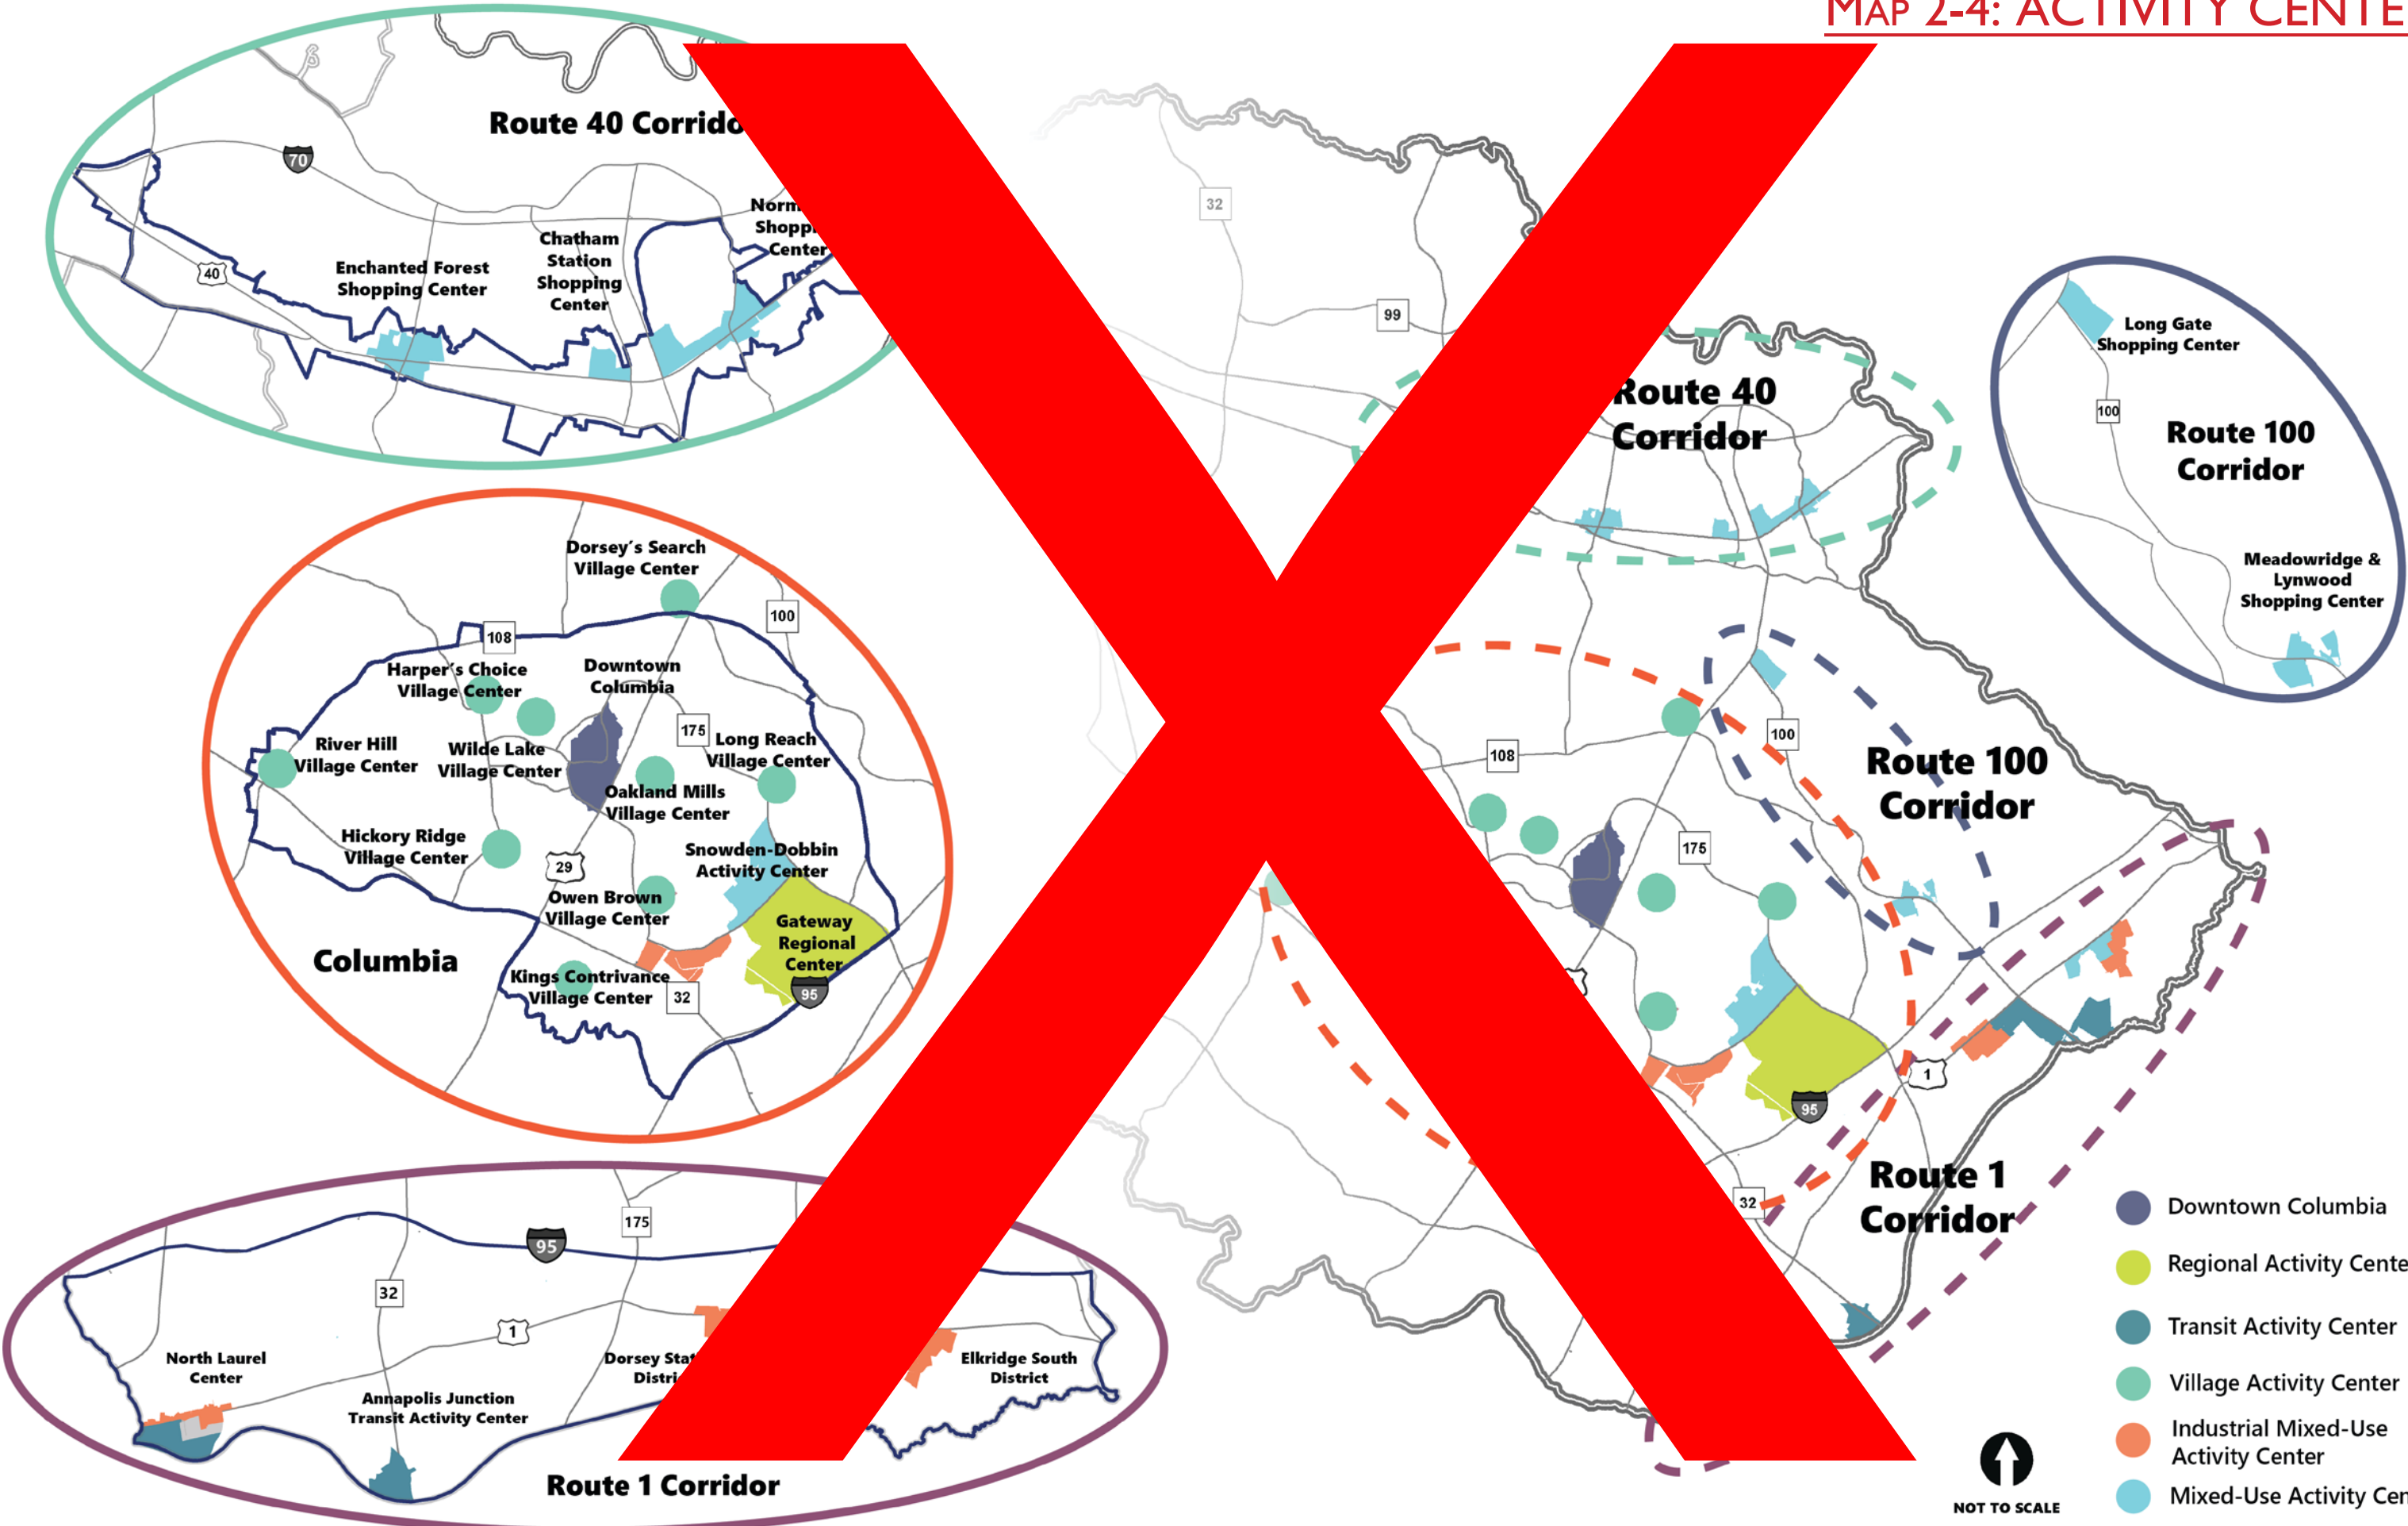 MAP 2-4: ACTIVITY CENTE
Route 40 Corrido
70
40
Enchanted Forest
Shopping Center
Chatham
Station
Shopping
Center
Norm
Shopp
Center
32
99
Route 40
Corridor
Long Gate
Shopping Center
100
Route 100
Corridor
Meadowridge &
Lynwood
Shopping Center
Dorsey's Search
Village Center
100
108
Harper's Choice
Village Center
Downtown
Columbia
175
River Hill
Village Center
Wilde Lake
Village Center
Long Reach
Village Center
Oakland Mills
Village Center
Hickory Ridge
Village Center
29
Snowden-Dobbin
Activity Center
Owen Brown
Village Center
Gateway
Regional
Center
Columbia
Kings Contrivance
Village Center
32
95
108
100
Route 100
Corridor
175
1
95
32
Route 1
Corridor
175
95
32
1
North Laurel
Center
Annapolis Junction
Transit Activity Center
Dorsey Stat
Distri
Elkridge South
District
Route 1 Corridor
Downtown Columbia
Regional Activity Cente
Transit Activity Center
Village Activity Center
Industrial Mixed-Use
Activity Center
Mixed-Use Activity Cen
NOT TO SCALE